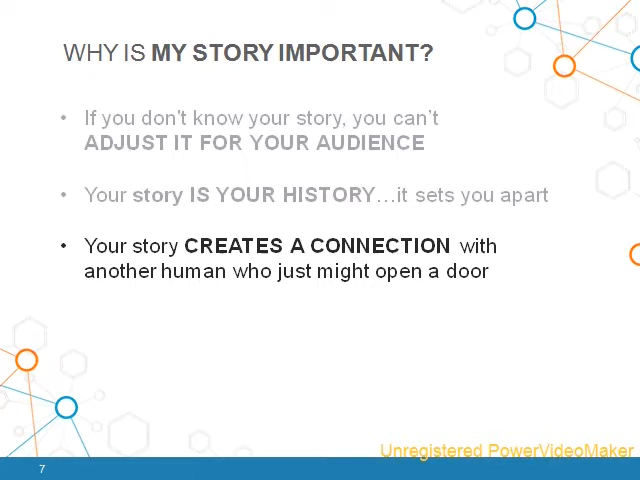 WHY IS MY STORY IMPORTANT?
• If you don't know your story, you can't
ADJUST IT FOR YOUR AUDIENCE
• Your story IS YOUR HISTORY…it sets you apart
• Your story CREATES A CONNECTION with
another human who just might open a door
Unregistered PowerVideoMaker
7